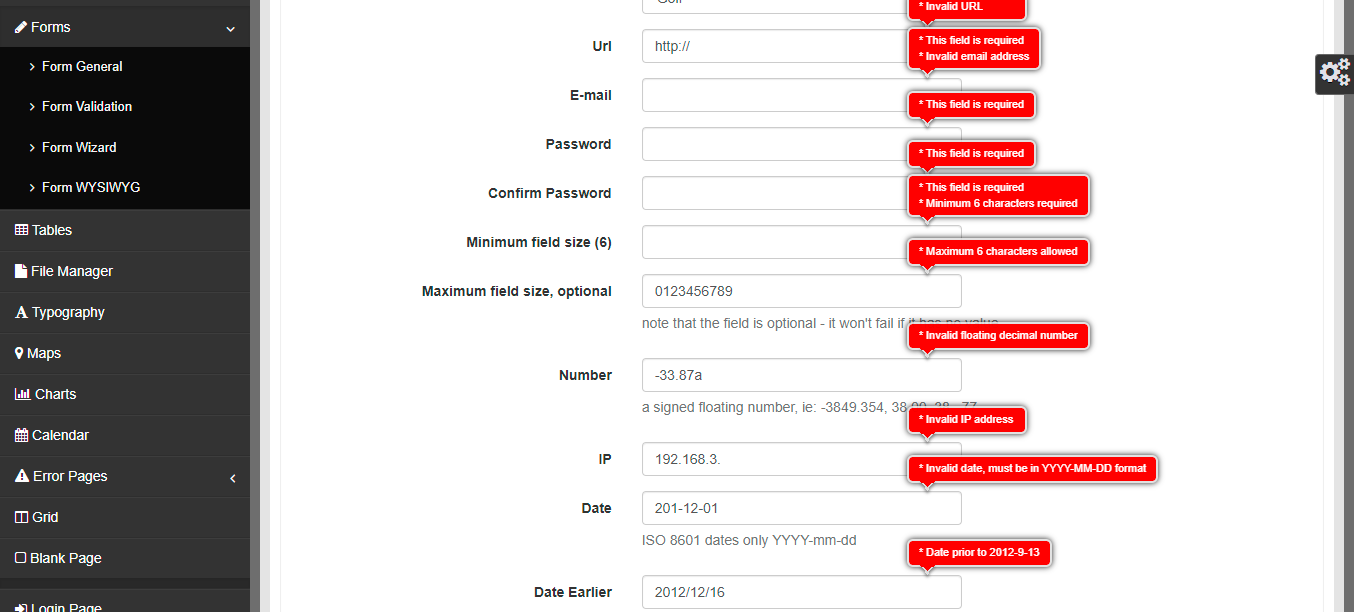 Forms
Form General
Form Validation
Form Wizard
Form WYSIWYG
Tables
File Manager
Typography
Maps
Charts
Calendar
Error Pages
Grid
Blank Page
Login Page
Golf
* Invalid URL
Url
http://
* This field is required
* Invalid email address
E-mail
* This field is required
Password
* This field is required
Confirm Password
* This field is required
* Minimum 6 characters required
Minimum field size (6)
* Maximum 6 characters allowed
Maximum field size, optional
0123456789
note that the field is optional - it won't fail if it has no value
* Invalid floating decimal number
Number
-33.87a
a signed floating number, ie: -3849.354, 38.00, 38, .77
* Invalid IP address
IP
192.168.3.
* Invalid date, must be in YYYY-MM-DD format
Date
201-12-01
ISO 8601 dates only YYYY-mm-dd
* Date prior to 2012-9-13
Date Earlier
2012/12/16